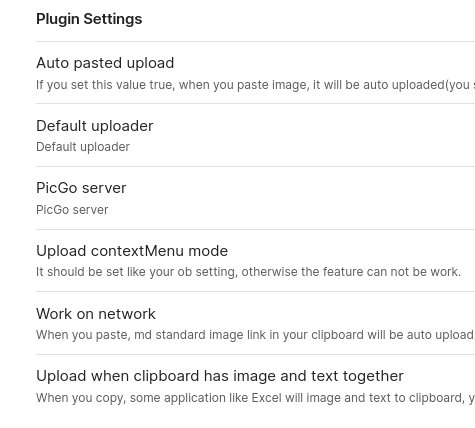 Plugin Settings
Auto pasted upload
If you set this value true, when you paste image, it will be auto uploaded(you
Default uploader
Default uploader
PicGo server
PicGo server
Upload contextMenu mode
It should be set like your ob setting, otherwise the feature can not be work.
Work on network
When you paste, md standard image link in your clipboard will be auto upload
Upload when clipboard has image and text together
When you copy, some application like Excel will image and text to clipboard, y